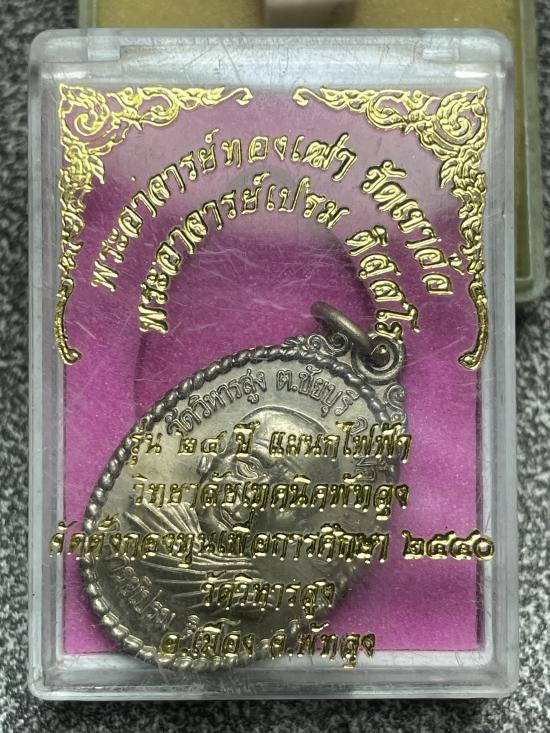 พระอาจารย์ทองเฒ่า วัดเขาอ้อ
พระอาจารย์เปรม ติสสโร
วัดวิหารสูง ต.ชัยบุรี
รุ่น ๒๔ ปี แผนกไฟฟ้า
วิทยาลัยเทคนิคพัทลุง
จัดตั้งกองทุนเพื่อการศึกษา ๒๕๔๐
วัดวิหารสูง
อ.เมือง จ.พัทลุง